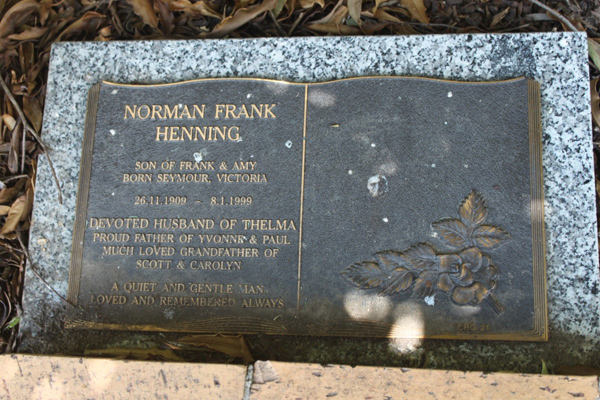 NORMAN FRANK
HENNING
SON OF FRANK & AMY
BORN SEYMOUR, VICTORIA
26.11.1909 - 8.1.1999
DEVOTED HUSBAND OF THELMA
PROUD FATHER OF YVONNE & PAUL
MUCH LOVED GRANDFATHER OF
SCOTT & CAROLYN
A QUIET AND GENTLE MAN
LOVED AND REMEMBERED ALWAYS